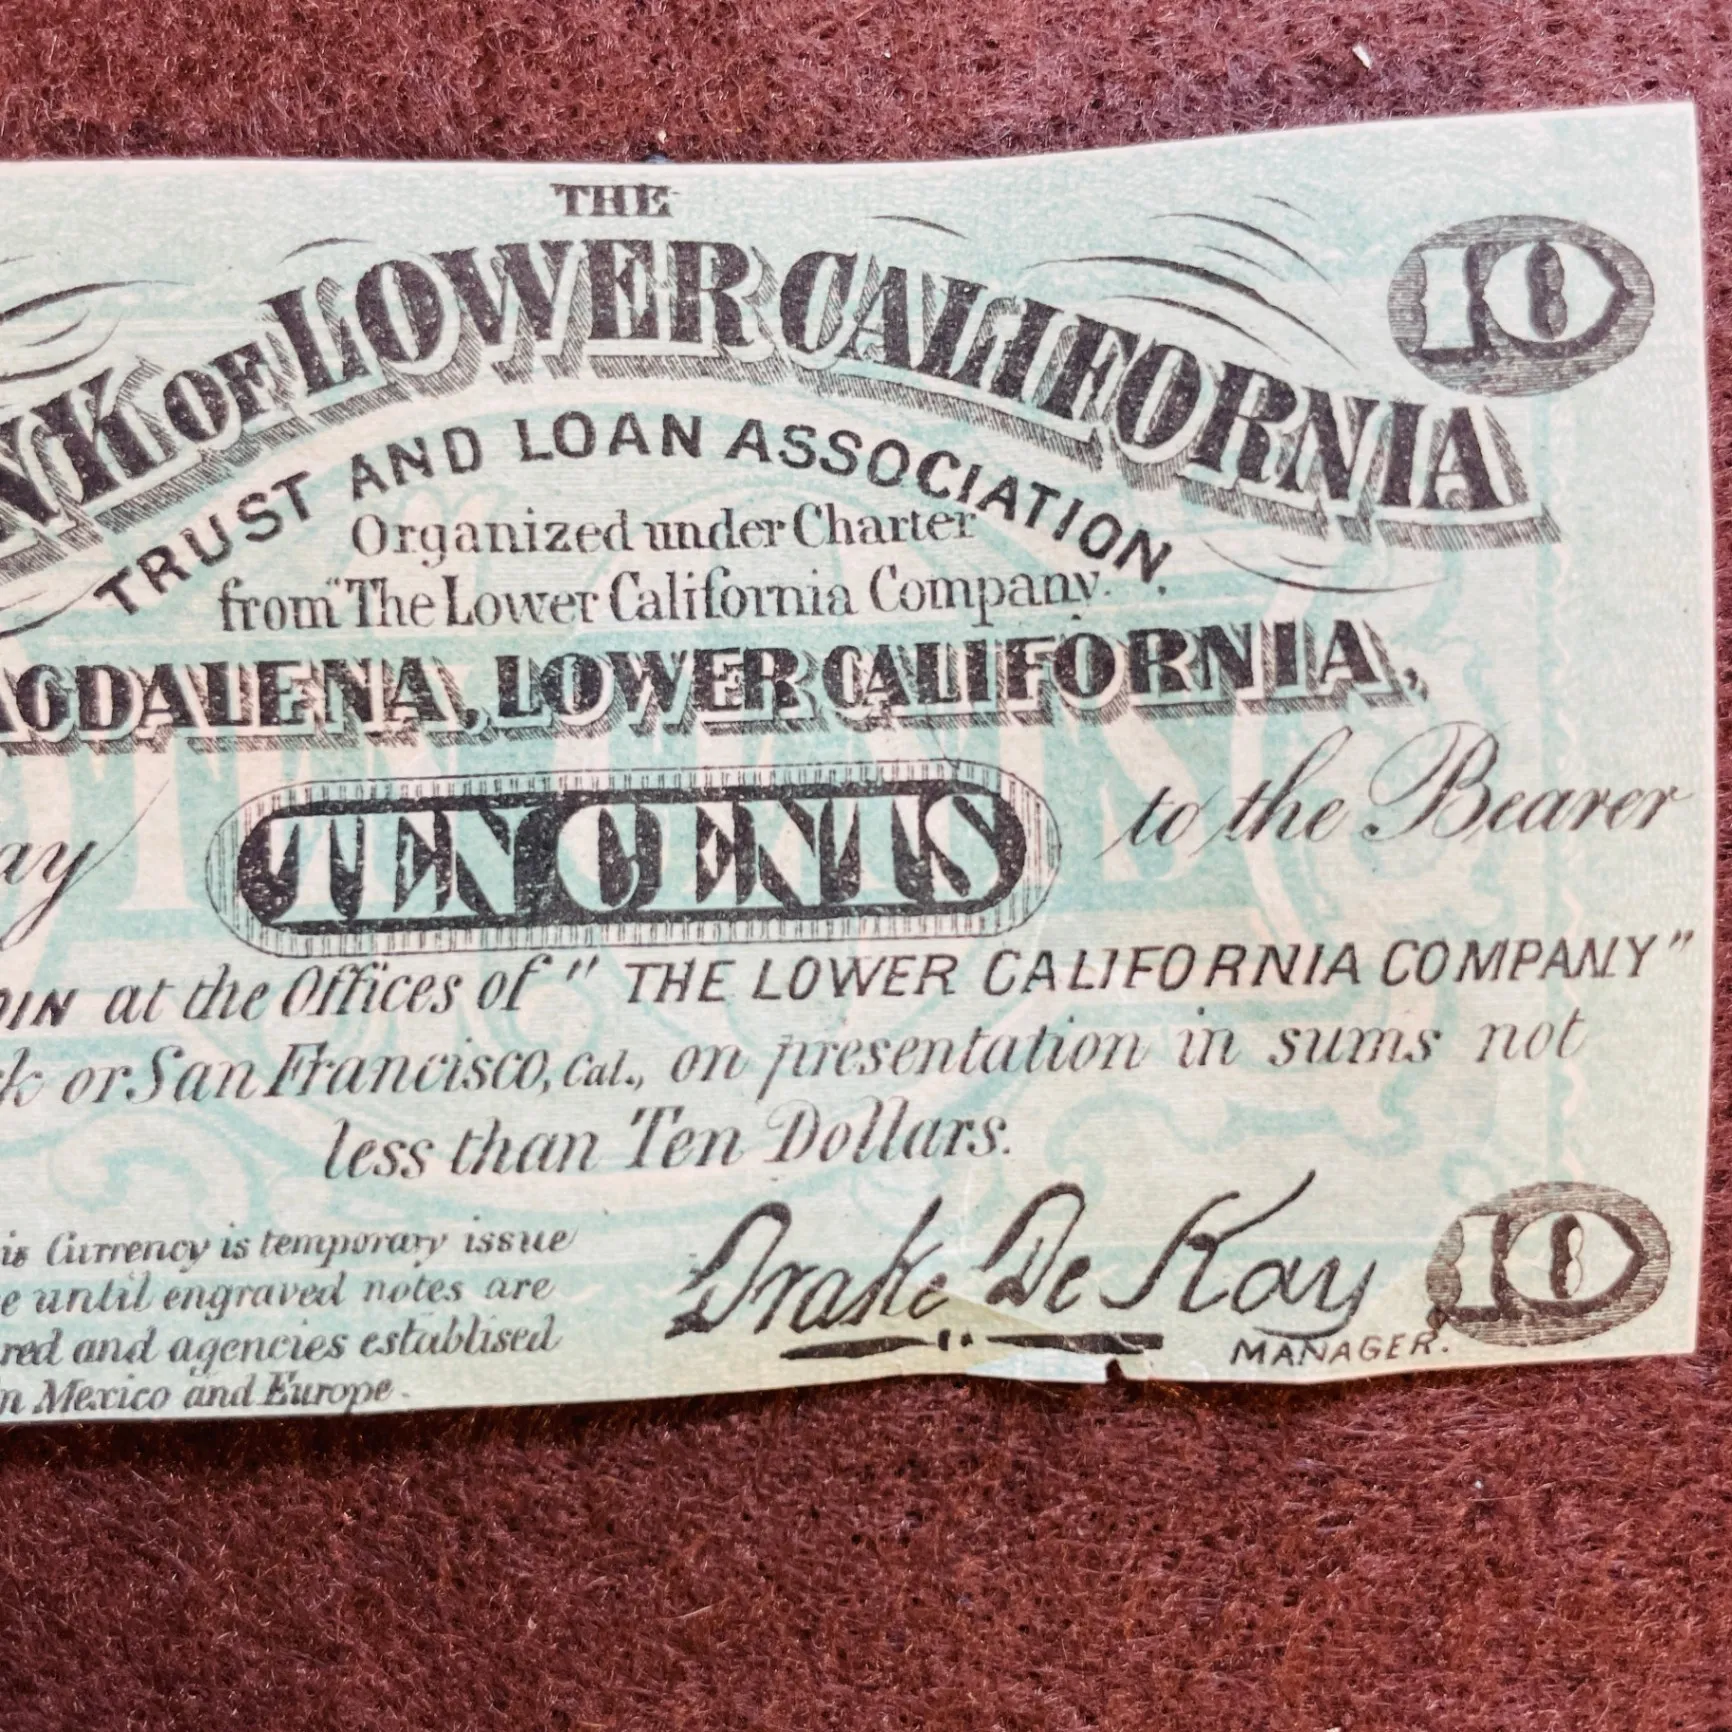 THE
10
NK OF LOWER CALIFORNIA
TRUST AND LOAN ASSOCIATION.
Organized under Charter
from "The Lower California Company.
AGDALENA, LOWER CALIFORNIA,
ay TEN CENTS to the Bearer
OIN at the Offices of " THE LOWER CALIFORNIA COMPANY"
k or San Francisco, Cal., on presentation in sums not
less than Ten Dollars.
is Currency is temporary issue
e until engraved notes are
red and agencies establised
n Mexico and Europe.
Drake De Kay
MANAGER.
10